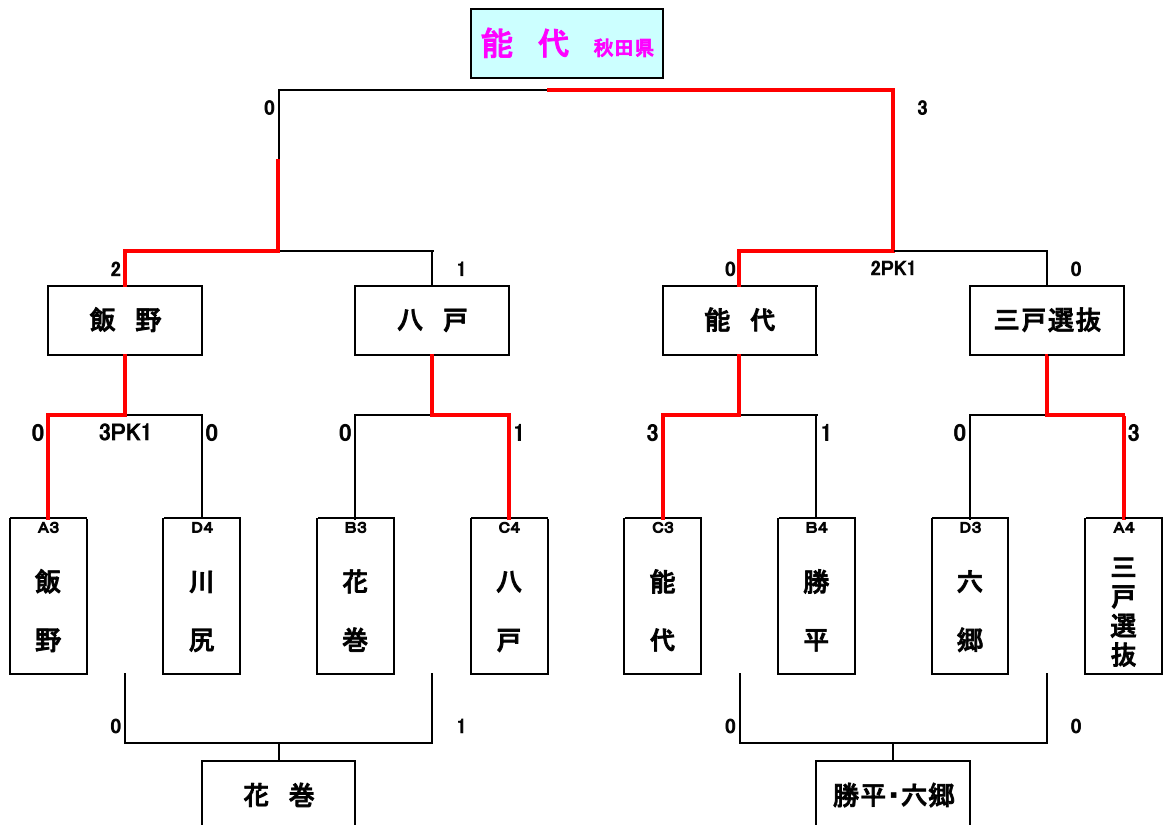 能 代 秋田県
0 3
2 1 0 2PK1 0
飯 野 八 戸 能 代 三戸選抜
0 3PK1 0 0 1 3 1 0 3
A3 D4 B3 C4 C3 B4 D3 A4
飯野 川尻 花巻 八戸 能代 勝平 六郷 三戸選抜
0 1 0 0
花 巻 勝平・六郷